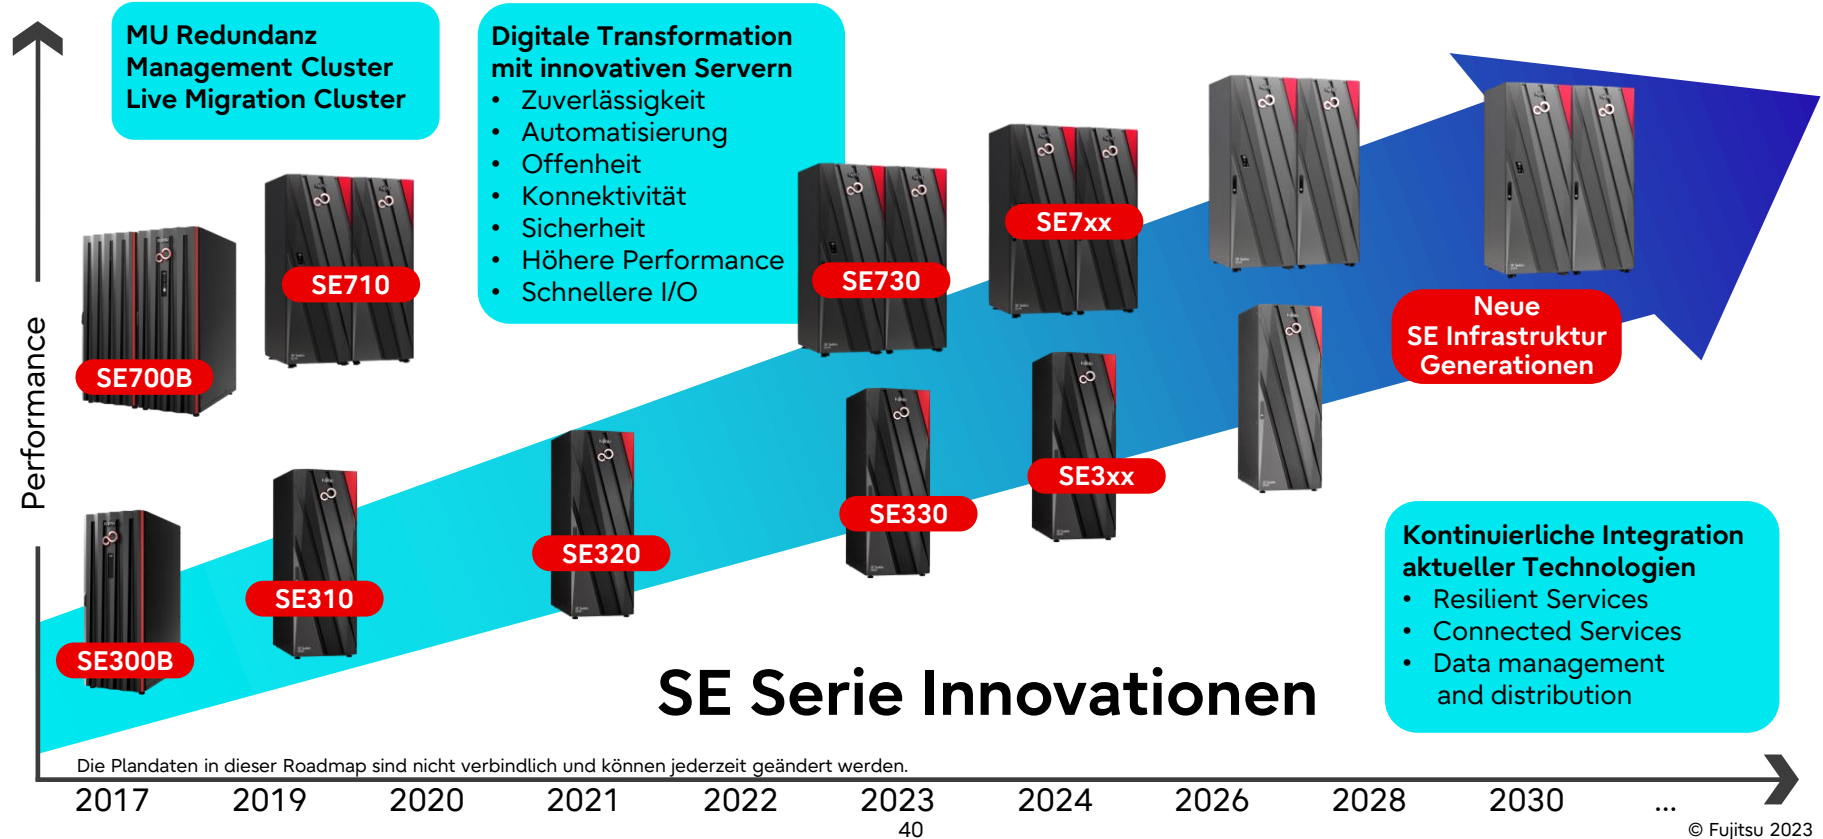 MU Redundanz
Management Cluster
Live Migration Cluster
Digitale Transformation
mit innovativen Servern
• Zuverlässigkeit
• Automatisierung
• Offenheit
• Konnektivität
• Sicherheit
• Höhere Performance
• Schnellere I/O
Performance
SE700B
SE710
SE730
SE7xx
Neue
SE Infrastruktur
Generationen
SE300B
SE310
SE320
SE330
SE3xx
Kontinuierliche Integration
aktueller Technologien
• Resilient Services
• Connected Services
• Data management
and distribution
SE Serie Innovationen
Die Plandaten in dieser Roadmap sind nicht verbindlich und können jederzeit geändert werden.
2017 2019 2020 2021 2022 2023 2024 2026 2028 2030 ...
40
© Fujitsu 2023